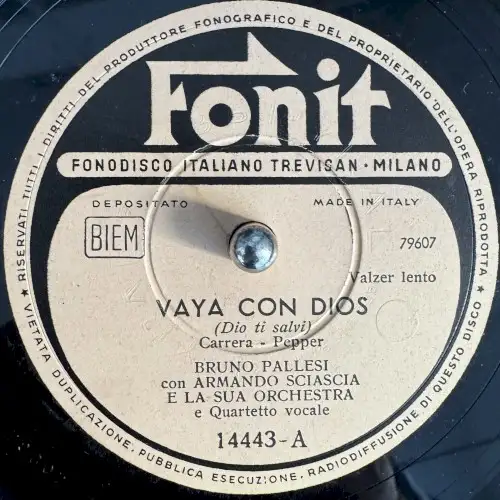 ★ RISERVATI TUTTI I DIRITTI DEL PRODUTTORE FONOGRAFICO E DEL PROPRIETARIO DELL'OPERA RIPRODOTTA ★
Fonit
FONODISCO ITALIANO TREVISAN · MILANO
DEPOSITATO
MADE IN ITALY
BIEM
79607
Valzer lento
VAYA CON DIOS
(Dio ti salvi)
Carrera - Pepper
BRUNO PALLESI
con ARMANDO SCIASCIA
E LA SUA ORCHESTRA
e Quartetto vocale
14443-A
VIETATA DUPLICAZIONE, PUBBLICA ESECUZIONE, RADIODIFFUSIONE DI QUESTO DISCO